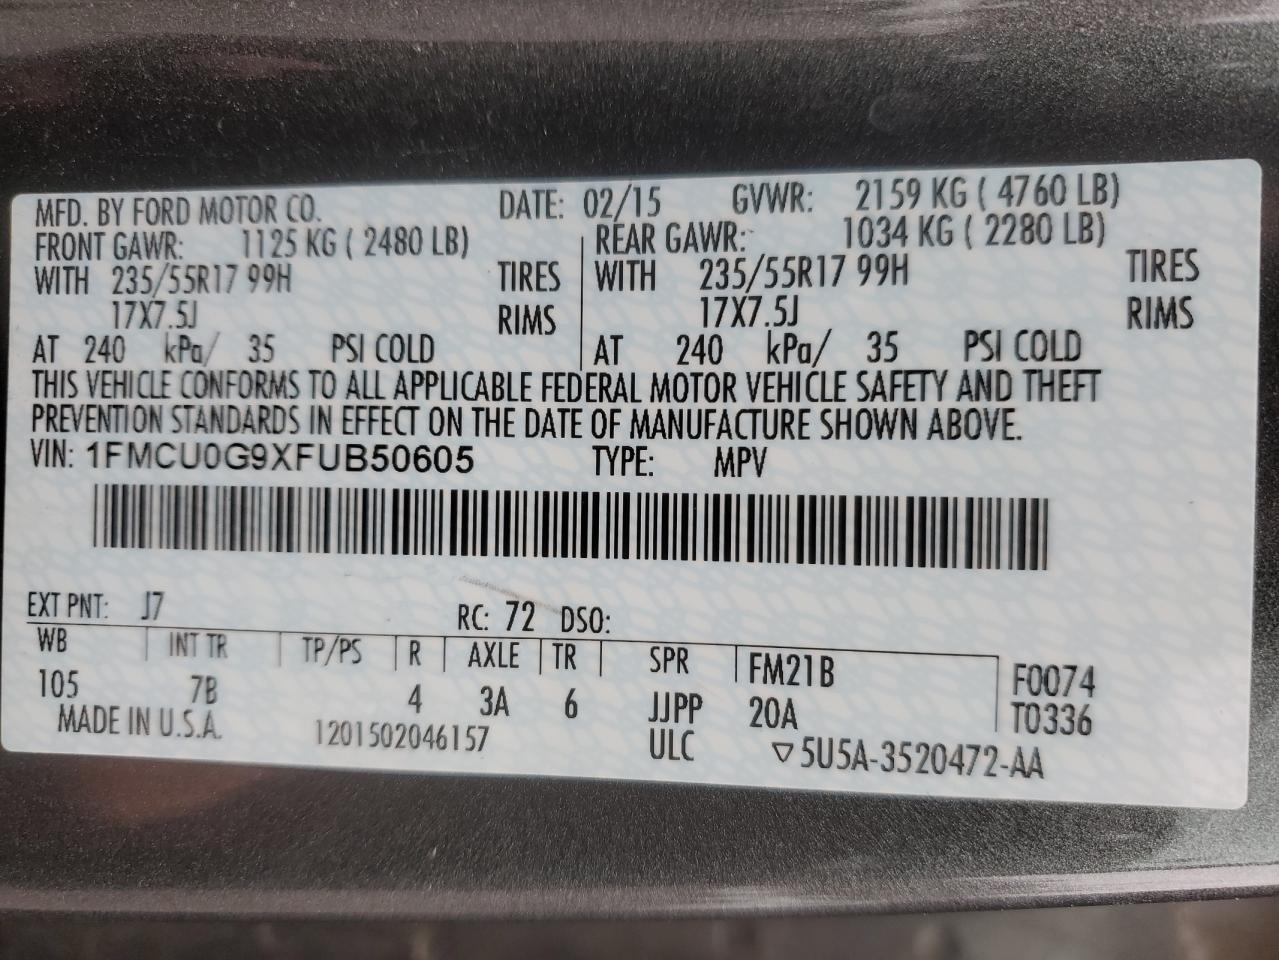 MFD. BY FORD MOTOR CO. DATE: 02/15 GVWR: 2159 KG ( 4760 LB)
FRONT GAWR: 1125 KG ( 2480 LB) REAR GAWR: 1034 KG ( 2280 LB)
WITH 235/55R17 99H TIRES WITH 235/55R17 99H TIRES
17X7.5J RIMS 17X7.5J RIMS
AT 240 kPa/ 35 PSI COLD AT 240 kPa/ 35 PSI COLD
THIS VEHICLE CONFORMS TO ALL APPLICABLE FEDERAL MOTOR VEHICLE SAFETY AND THEFT
PREVENTION STANDARDS IN EFFECT ON THE DATE OF MANUFACTURE SHOWN ABOVE.
VIN: 1FMCU0G9XFUB50605 TYPE: MPV
EXT PNT: J7 RC: 72 DSO:
WB INT TR TP/PS R AXLE TR SPR FM21B F0074
105 7B 4 3A 6 JJPP 20A T0336
MADE IN U.S.A. 1201502046157 ULC ▽5U5A-3520472-AA